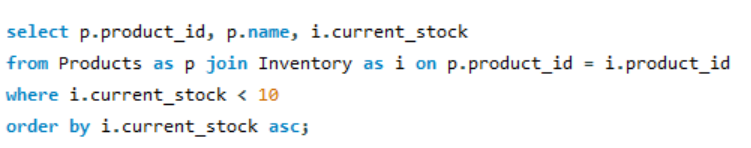 select p.product_id, p.name, i.current_stock
from Products as p join Inventory as i on p.product_id = i.product_id
where i.current_stock < 10
order by i.current_stock asc;